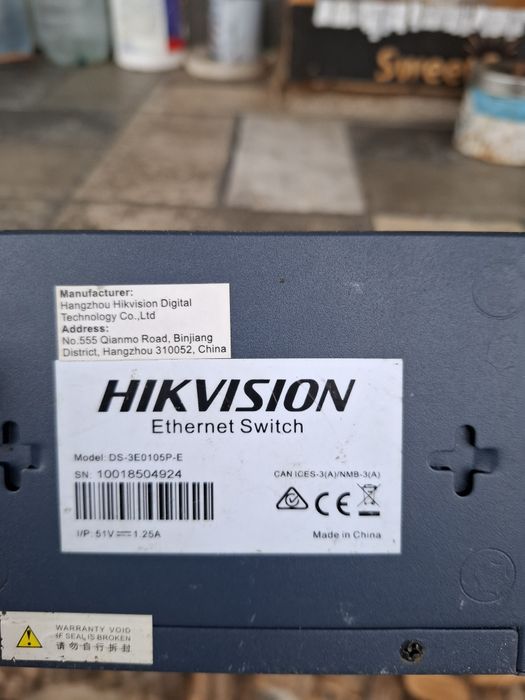 Sweet
Manufacturer:
Hangzhou Hikvision Digital
Technology Co.,Ltd
Address:
No.555 Qianmo Road, Binjiang
District, Hangzhou 310052, China
HIKVISION
Ethernet Switch
Model: DS-3E0105P-E
SN: 10018504924
CAN ICES-3(A)/NMB-3(A)
CE
I/P: 51V⎓1.25A
Made in China
WARRANTY VOID
IF SEAL IS BROKEN
请勿自行拆封